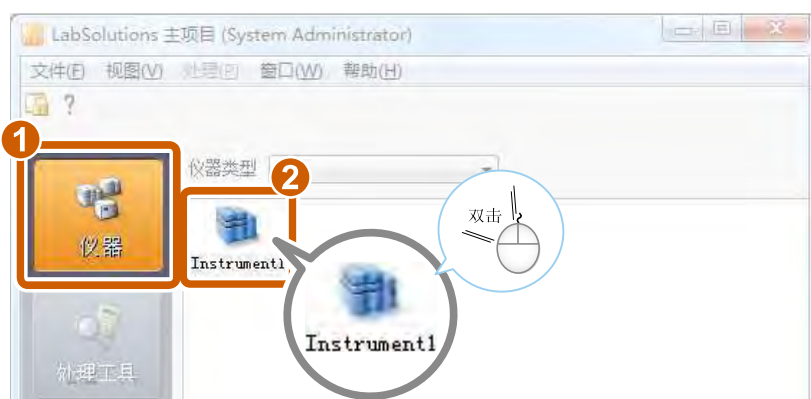 LabSolutions 主项目 (System Administrator)
文件(F) 视图(V) 处理(P) 窗口(W) 帮助(H)
?
1
仪器类型
2
双击
仪器
Instrument1
Instrument1
处理工具